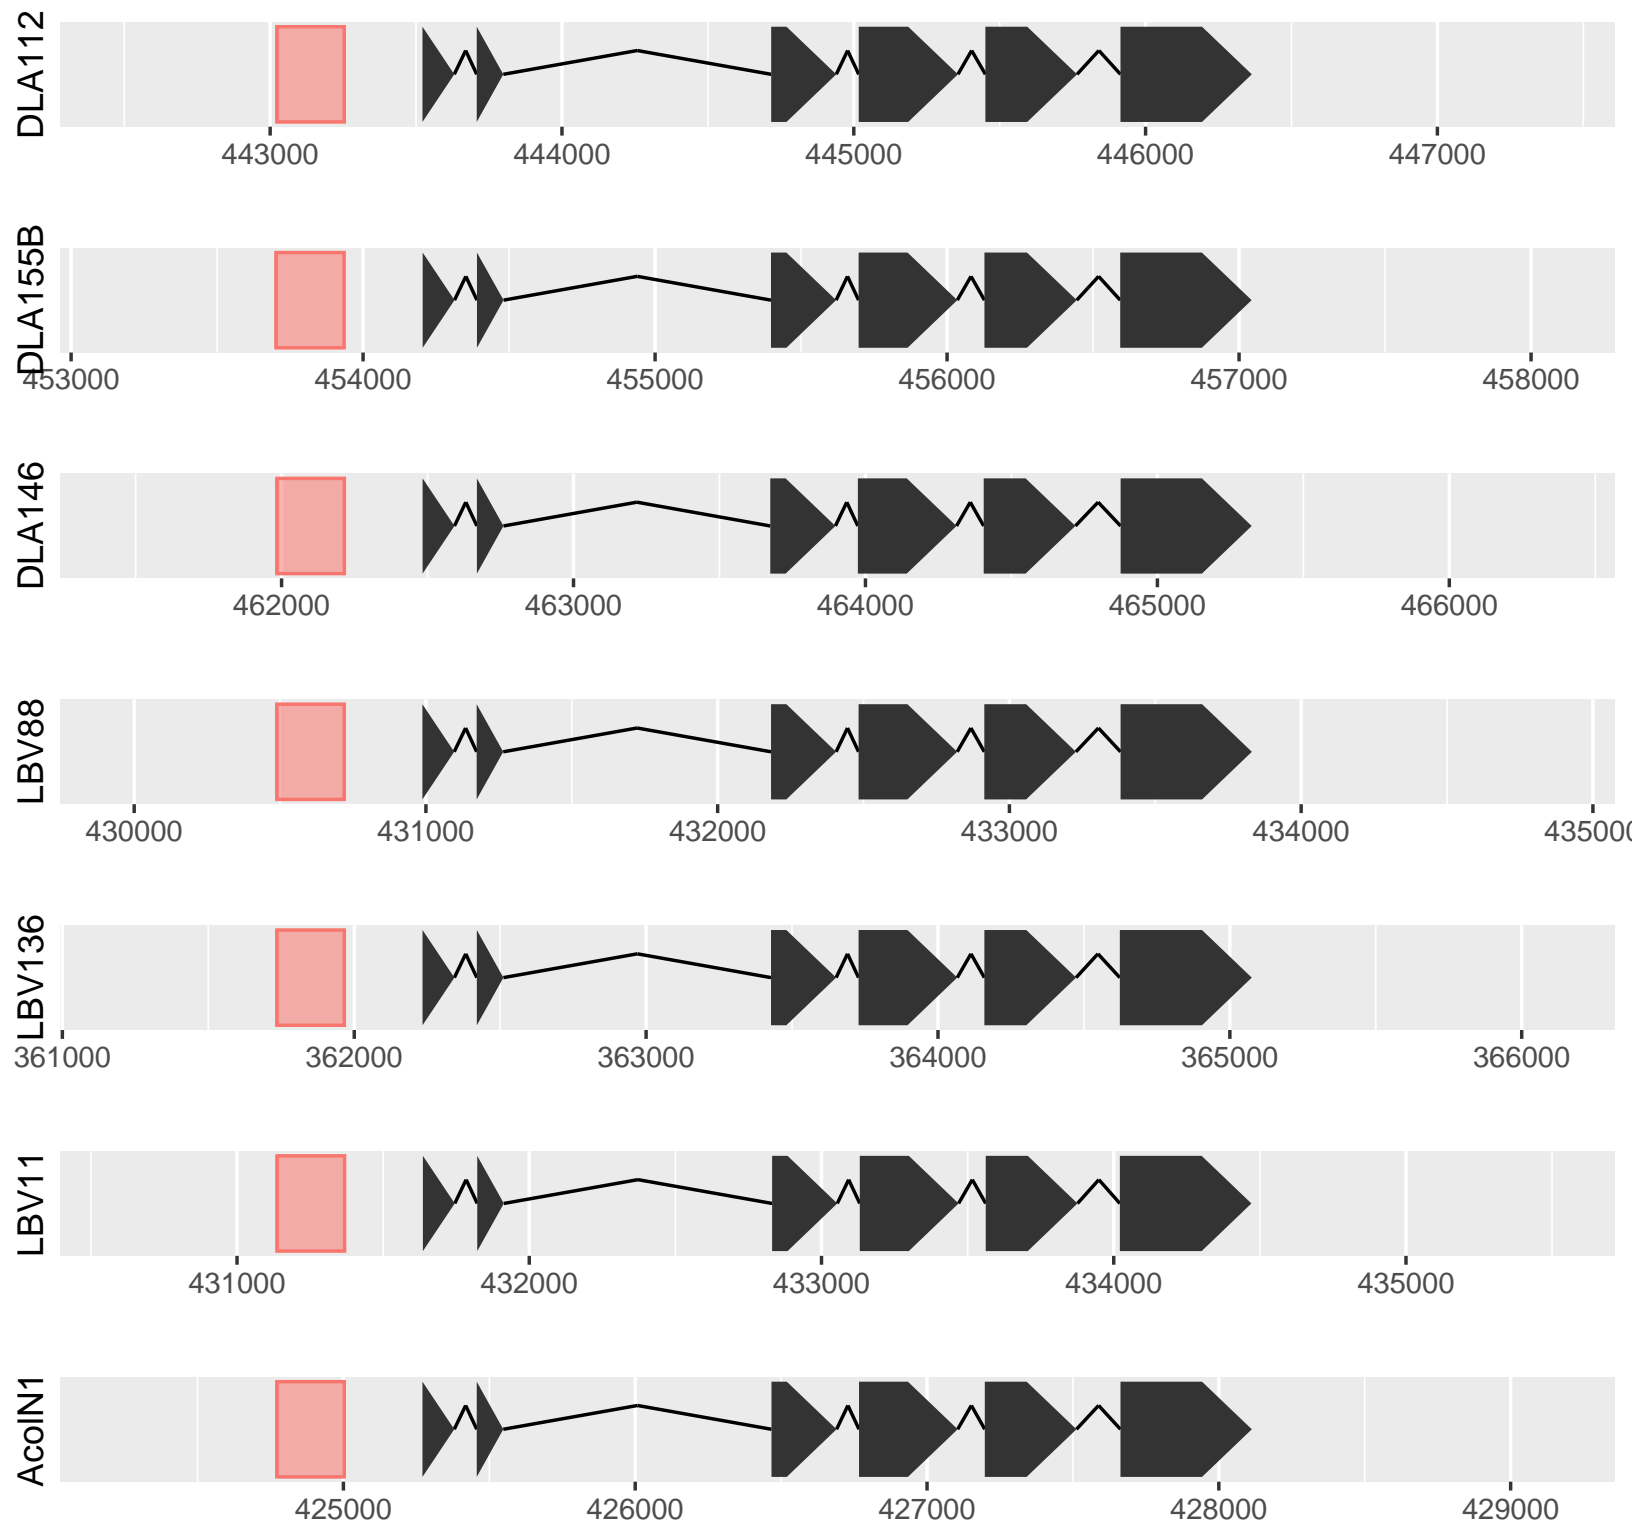 DLA112
443000 444000 445000 446000 447000
DLA155B
453000 454000 455000 456000 457000 458000
DLA146
462000 463000 464000 465000 466000
LBV88
430000 431000 432000 433000 434000 435000
LBV136
361000 362000 363000 364000 365000 366000
LBV11
431000 432000 433000 434000 435000
AcoIN1
425000 426000 427000 428000 429000